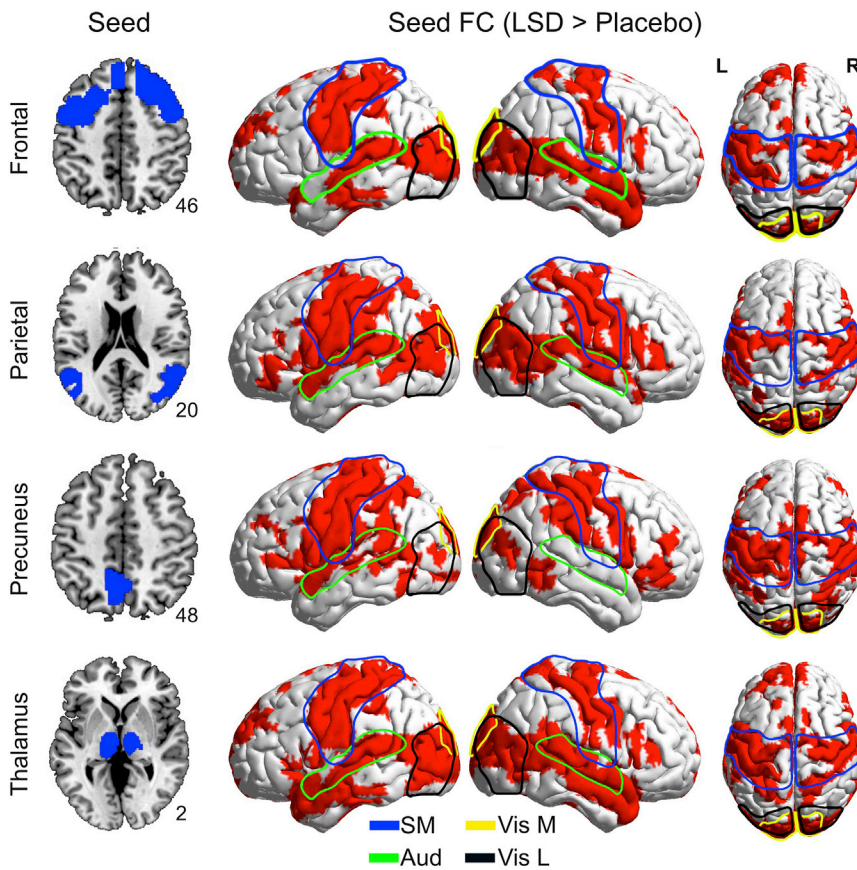 Seed
Seed FC (LSD > Placebo)
L
R
Frontal
46
Parietal
20
Precuneus
48
Thalamus
2
SM
Vis M
Aud
Vis L